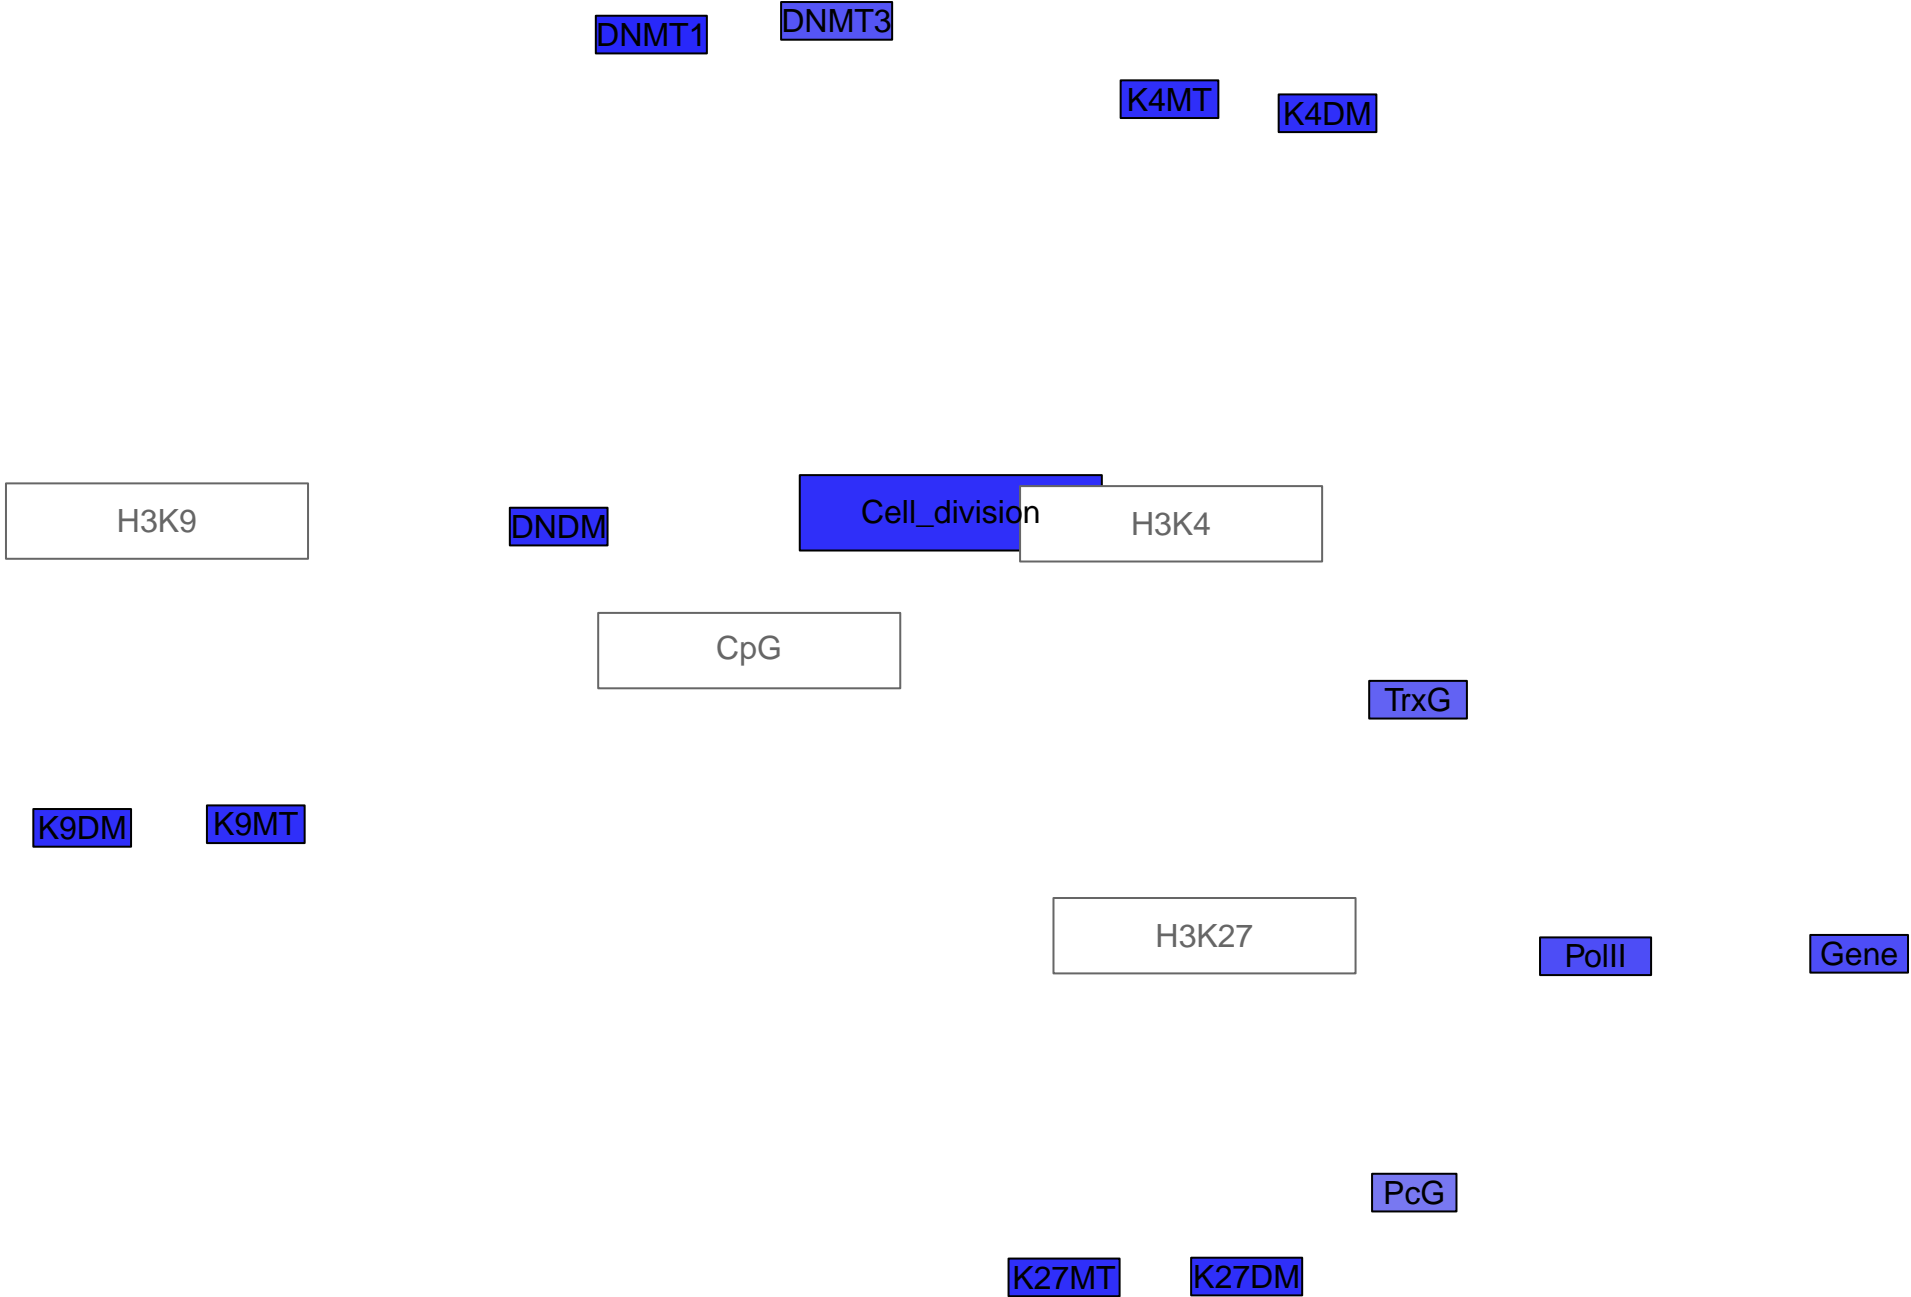 DNMT1
DNMT3
K4MT
K4DM
H3K9
DNDM
Cell_division
H3K4
CpG
TrxG
K9DM
K9MT
H3K27
PolII
Gene
PcG
K27MT
K27DM